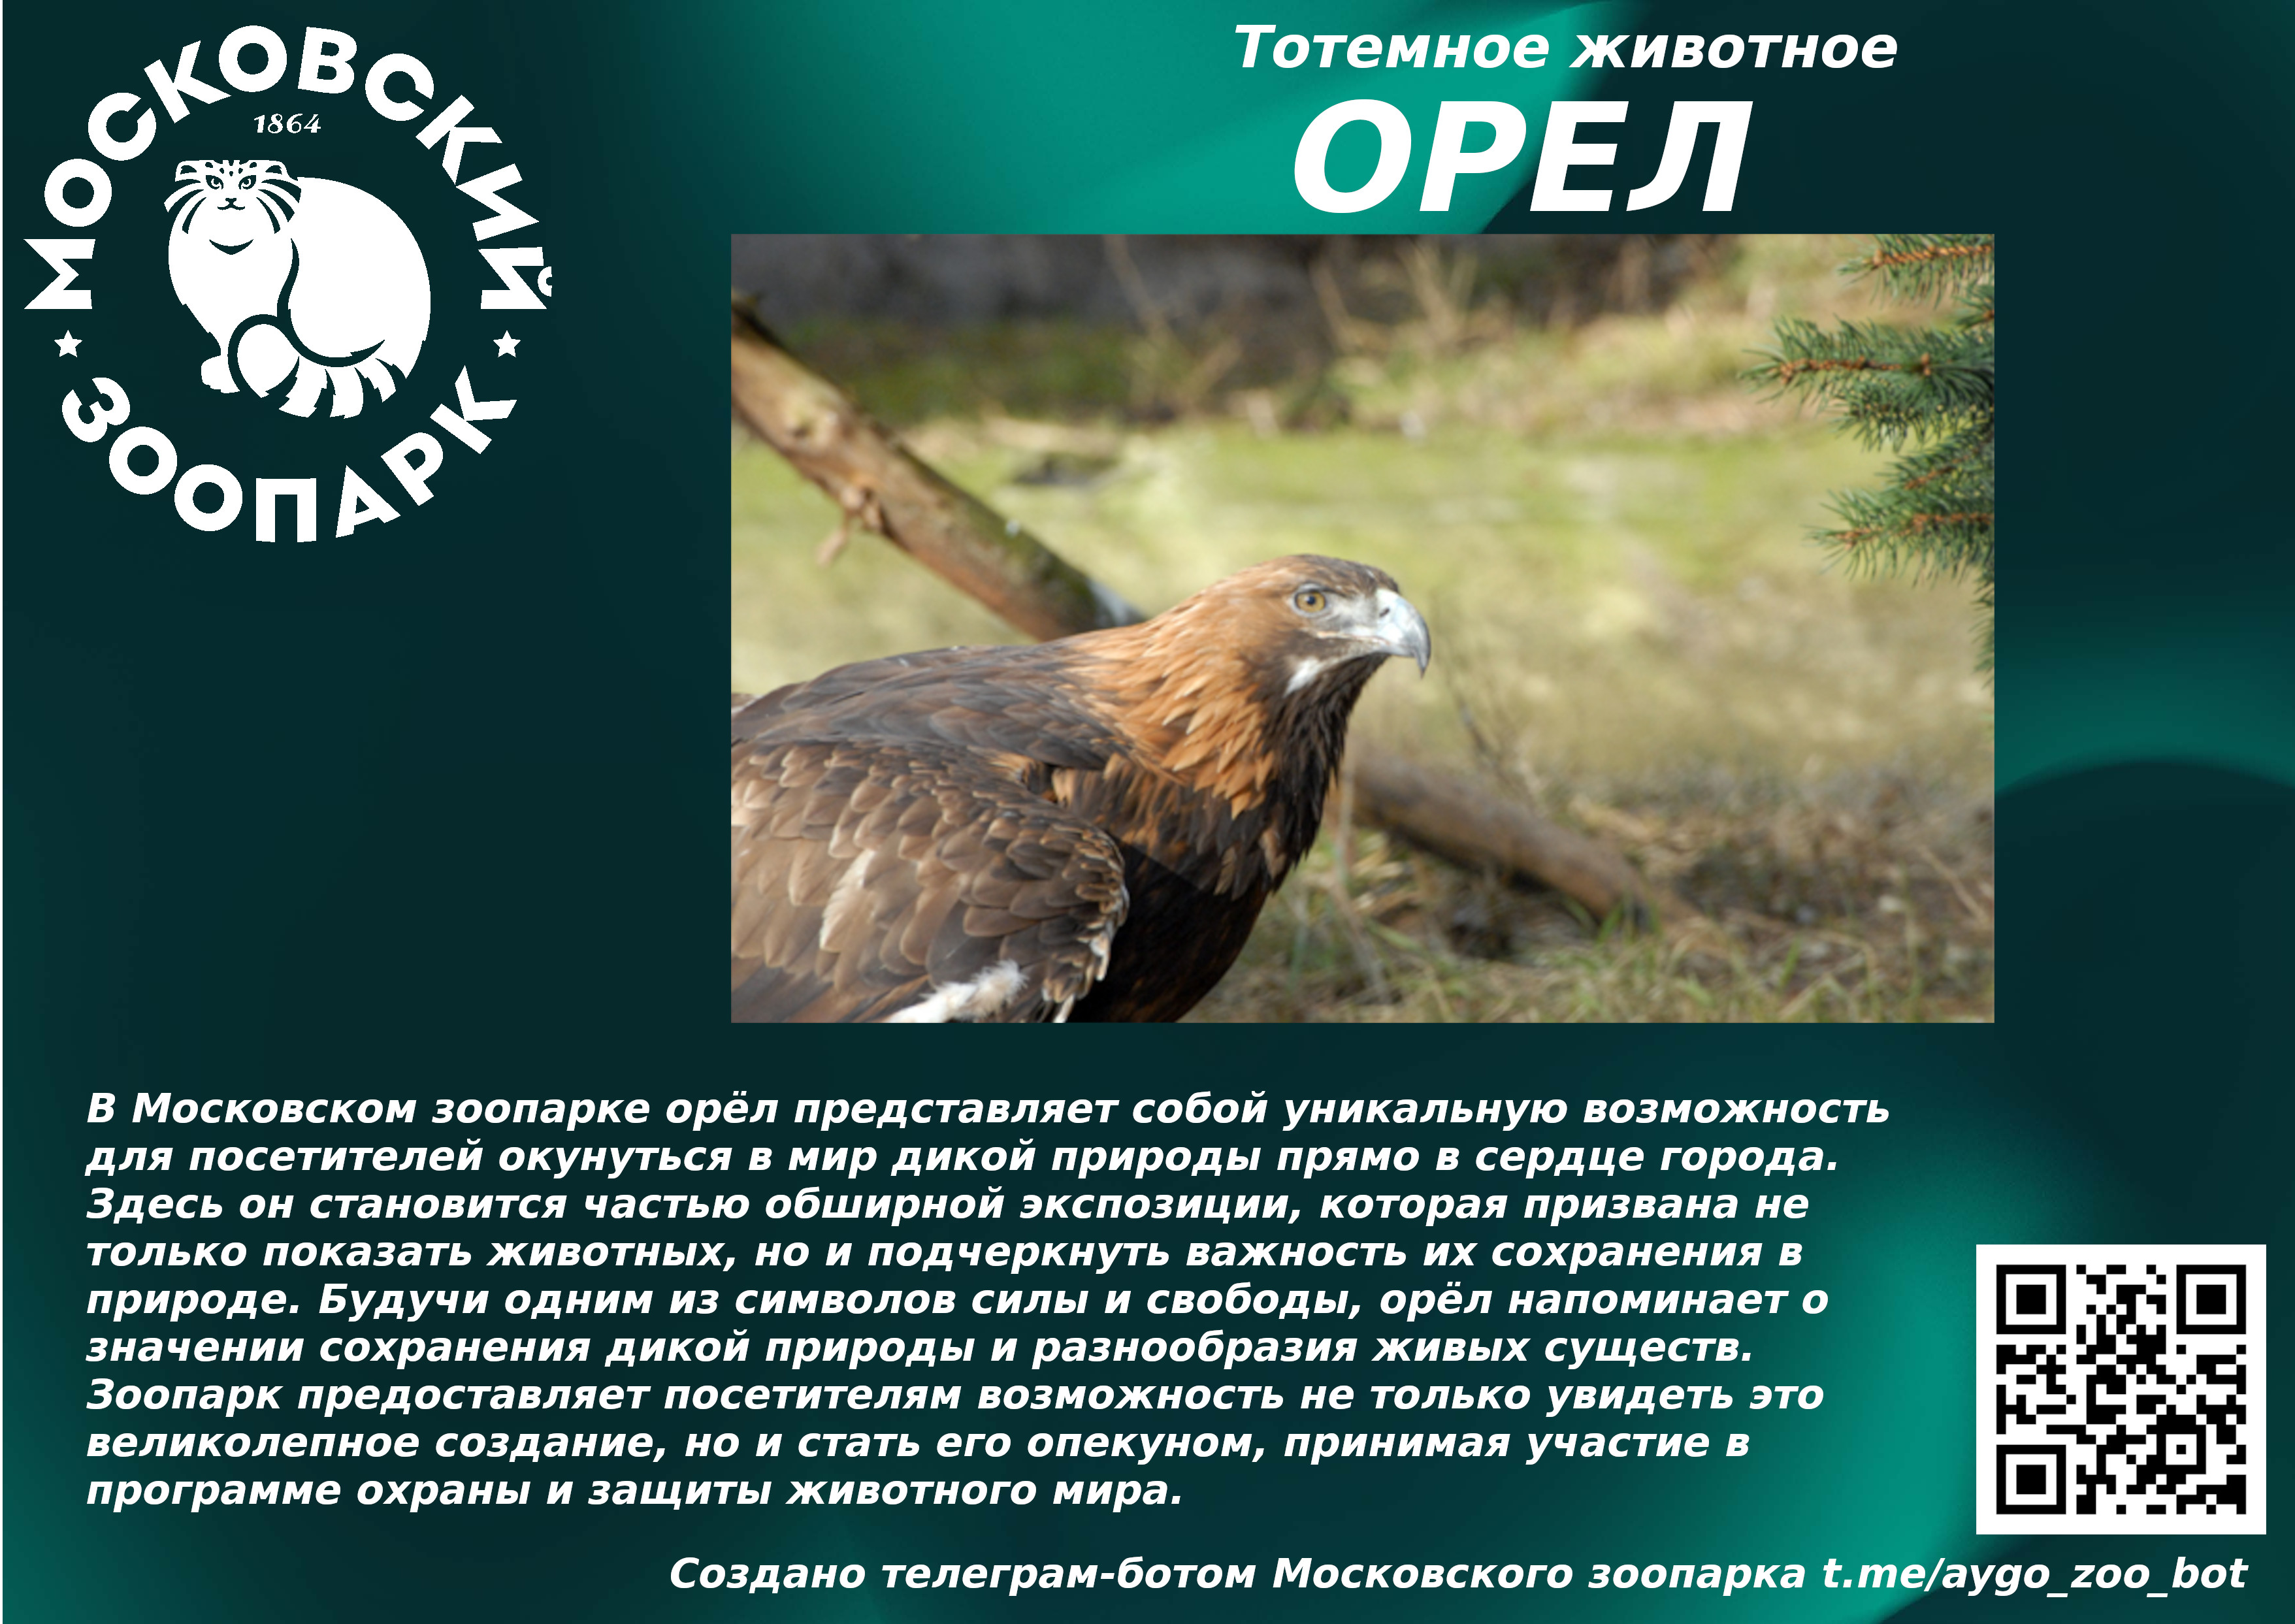 МОСКОВСКИЙ
1864
ЗООПАРК
Тотемное животное
ОРЕЛ
В Московском зоопарке орёл представляет собой уникальную возможность
для посетителей окунуться в мир дикой природы прямо в сердце города.
Здесь он становится частью обширной экспозиции, которая призвана не
только показать животных, но и подчеркнуть важность их сохранения в
природе. Будучи одним из символов силы и свободы, орёл напоминает о
значении сохранения дикой природы и разнообразия живых существ.
Зоопарк предоставляет посетителям возможность не только увидеть это
великолепное создание, но и стать его опекуном, принимая участие в
программе охраны и защиты животного мира.
Создано телеграм-ботом Московского зоопарка t.me/aygo_zoo_bot